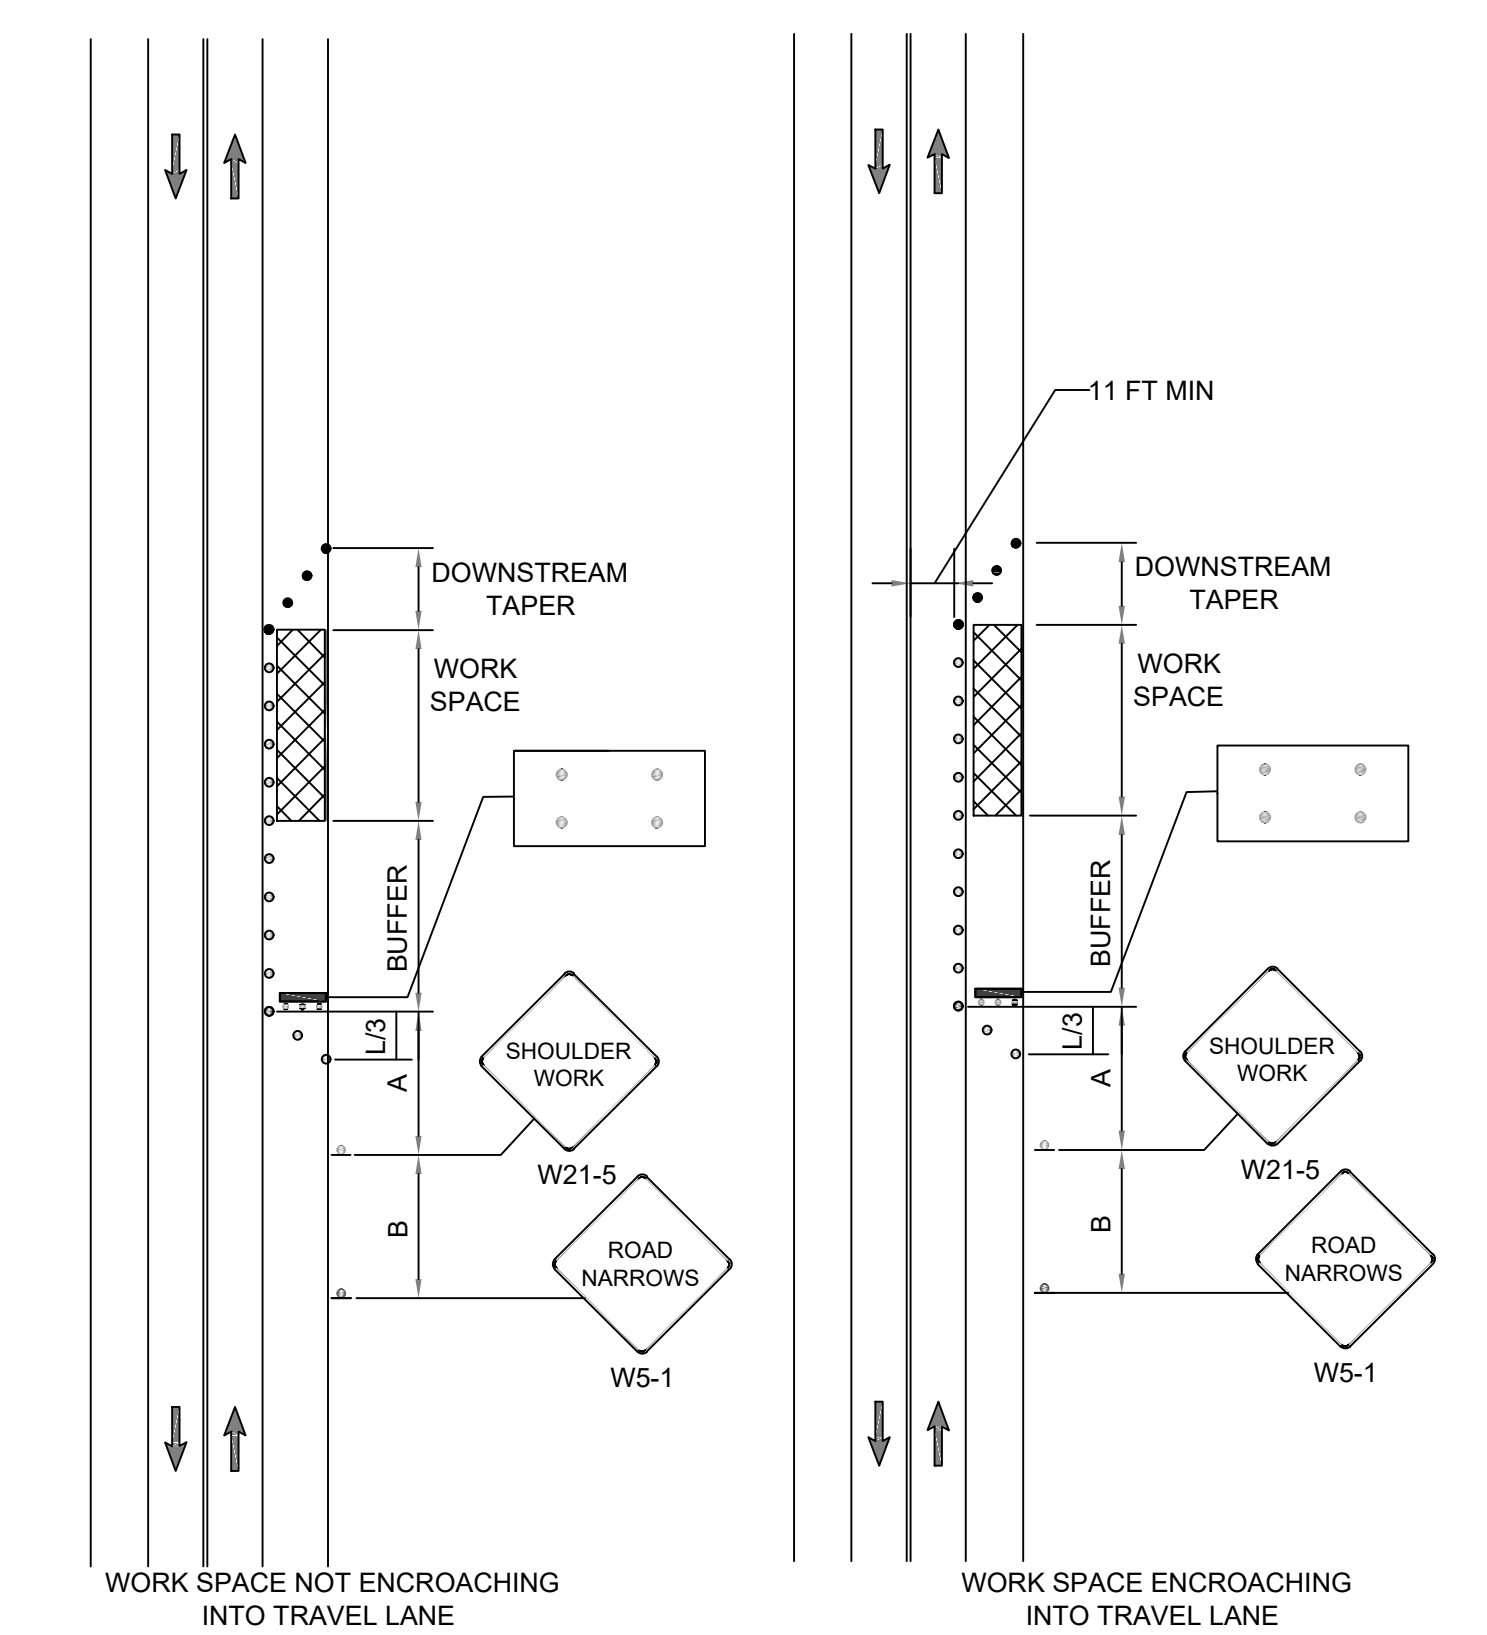 DOWNSTREAM
TAPER
WORK
SPACE
BUFFER
L/3
A
SHOULDER
WORK
W21-5
B
ROAD
NARROWS
W5-1
WORK SPACE NOT ENCROACHING
INTO TRAVEL LANE
11 FT MIN
DOWNSTREAM
TAPER
WORK
SPACE
BUFFER
L/3
A
SHOULDER
WORK
W21-5
B
ROAD
NARROWS
W5-1
WORK SPACE ENCROACHING
INTO TRAVEL LANE